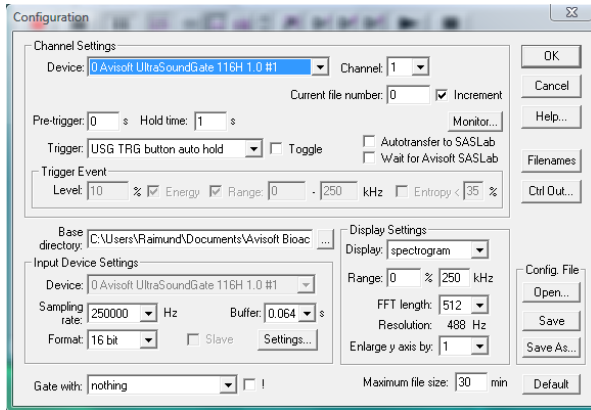 Configuration
Channel Settings
Device: 0 Avisoft UltraSoundGate 116H 1.0 #1 Channel: 1 OK
Current file number: 0 Increment Cancel
Pre-trigger: 0 s Hold time: 1 s Monitor... Help...
Trigger: USG TRG button auto hold Toggle Autotransfer to SASLab
Wait for Avisoft SASLab Filenames
Trigger Event
Level: 10 % Energy Range: 0 - 250 kHz Entropy < 35 % Ctrl Out...
Base directory: C:\Users\Raimund\Documents\Avisoft Bioac ...
Input Device Settings
Device: 0 Avisoft UltraSoundGate 116H 1.0 #1
Sampling rate: 250000 Hz Buffer: 0.064 s
Format: 16 bit Slave Settings...
Gate with: nothing !
Display Settings
Display: spectrogram
Range: 0 % 250 kHz
FFT length: 512
Resolution: 488 Hz
Enlarge y axis by: 1
Maximum file size: 30 min
Config. File
Open...
Save
Save As...
Default